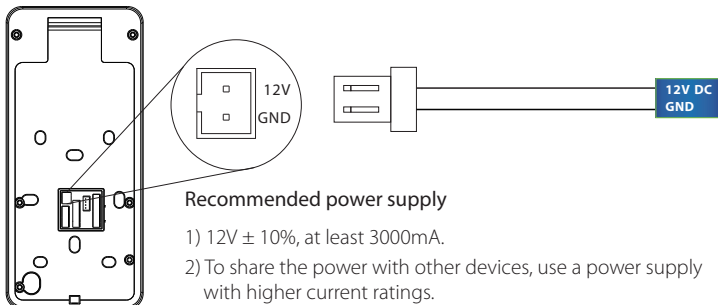 12V
GND
12V DC
GND
Recommended power supply
1) 12V ± 10%, at least 3000mA.
2) To share the power with other devices, use a power supply
with higher current ratings.